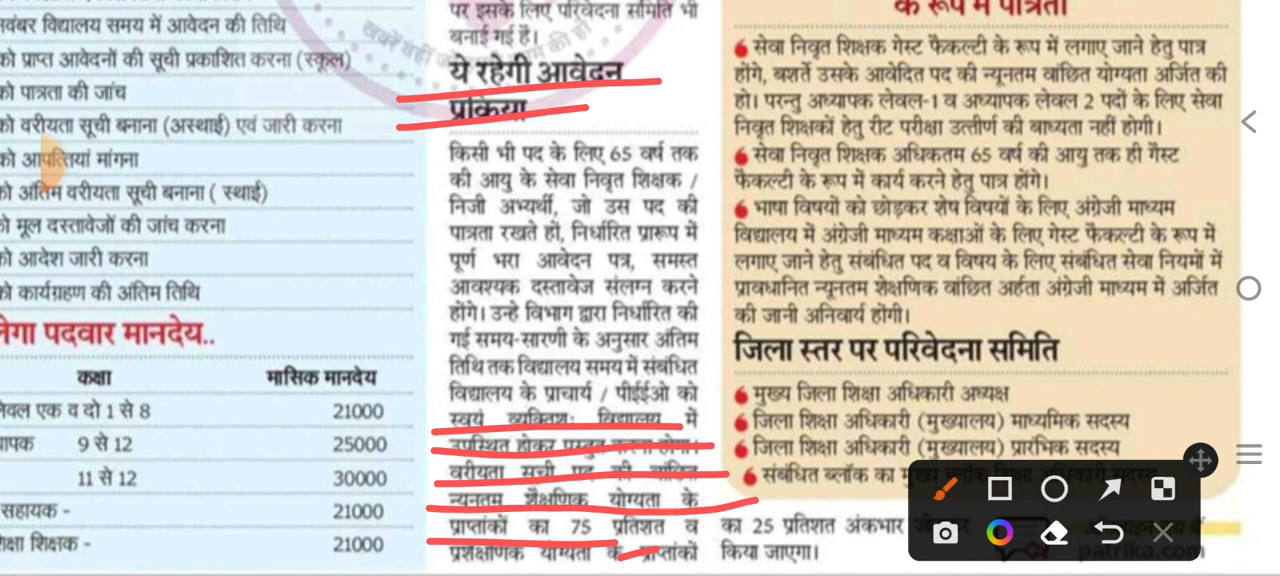 नवंबर विद्यालय समय में आवेदन की तिथि
को प्राप्त आवेदनों की सूची प्रकाशित करना (स्कूल)
को पात्रता की जांच
को वरीयता सूची बनाना (अस्थाई) एवं जारी करना
को आपत्तियां मांगना
को अंतिम वरीयता सूची बनाना ( स्थाई)
को मूल दस्तावेजों की जांच करना
को आदेश जारी करना
को कार्यग्रहण की अंतिम तिथि
पदवार मानदेय..
कक्षा मासिक मानदेय
लेवल एक व दो 1 से 8 21000
9 से 12 25000
11 से 12 30000
सहायक - 21000
शिक्षक - 21000
पर इसके लिए परिवेदना समिति भी
बनाई गई है।
ये रहेगी आवेदन
प्रक्रिया
किसी भी पद के लिए 65 वर्ष तक
की आयु के सेवा निवृत शिक्षक /
निजी अभ्यर्थी, जो उस पद की
पात्रता रखते हों, निर्धारित प्रारूप में
पूर्ण भरा आवेदन पत्र, समस्त
आवश्यक दस्तावेज संलग्न करने
होंगे। उन्हे विभाग द्वारा निर्धारित की
गई समय-सारणी के अनुसार अंतिम
तिथि तक विद्यालय समय में संबंधित
विद्यालय के प्राचार्य / पीईईओ को
स्वयं व्यक्तिशः विद्यालय में
उपस्थित होकर प्रस्तुत करना होगा।
वरीयता सूची पद की वांछित
न्यूनतम शैक्षणिक योग्यता के
प्राप्तांकों का 75 प्रतिशत व
प्रशैक्षणिक योग्यता के प्राप्तांकों
के रूप में पात्रता
सेवा निवृत शिक्षक गेस्ट फैकल्टी के रूप में लगाए जाने हेतु पात्र
होंगे, बशर्ते उसके आवेदित पद की न्यूनतम वांछित योग्यता अर्जित की
हो। परन्तु अध्यापक लेवल-1 व अध्यापक लेवल 2 पदों के लिए सेवा
निवृत शिक्षकों हेतु रीट परीक्षा उत्तीर्ण की बाध्यता नहीं होगी।
सेवा निवृत शिक्षक अधिकतम 65 वर्ष की आयु तक ही गैस्ट
फैकल्टी के रूप में कार्य करने हेतु पात्र होंगे।
भाषा विषयों को छोड़कर शेष विषयों के लिए अंग्रेजी माध्यम
विद्यालय में अंग्रेजी माध्यम कक्षाओं के लिए गेस्ट फैकल्टी के रूप में
लगाए जाने हेतु संबंधित पद व विषय के लिए संबंधित सेवा नियमों में
प्रावधानित न्यूनतम शैक्षणिक वांछित अर्हता अंग्रेजी माध्यम में अर्जित
की जानी अनिवार्य होंगी।
जिला स्तर पर परिवेदना समिति
मुख्य जिला शिक्षा अधिकारी अध्यक्ष
जिला शिक्षा अधिकारी (मुख्यालय) माध्यमिक सदस्य
जिला शिक्षा अधिकारी (मुख्यालय) प्रारंभिक सदस्य
संबंधित ब्लॉक का मुख्य ब्लॉक शिक्षा अधिकारी सदस्य
का 25 प्रतिशत अंकभार
किया जाएगा।
patrika.com